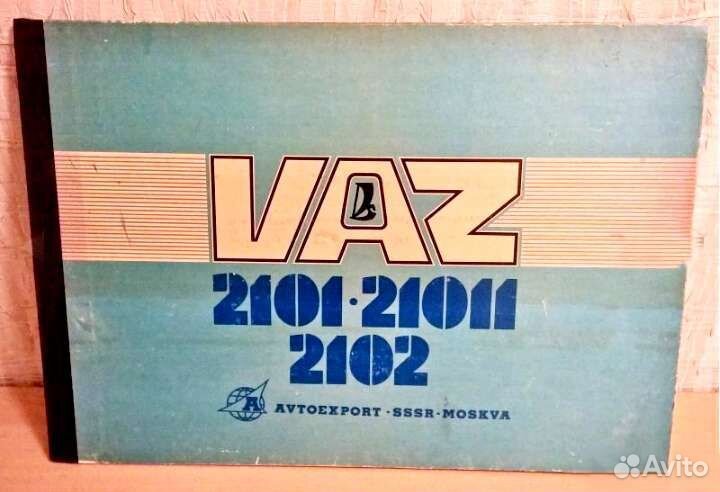 VAZ
2101·21011
2102
A AVTOEXPORT·SSSR-MOSKVA
Avito